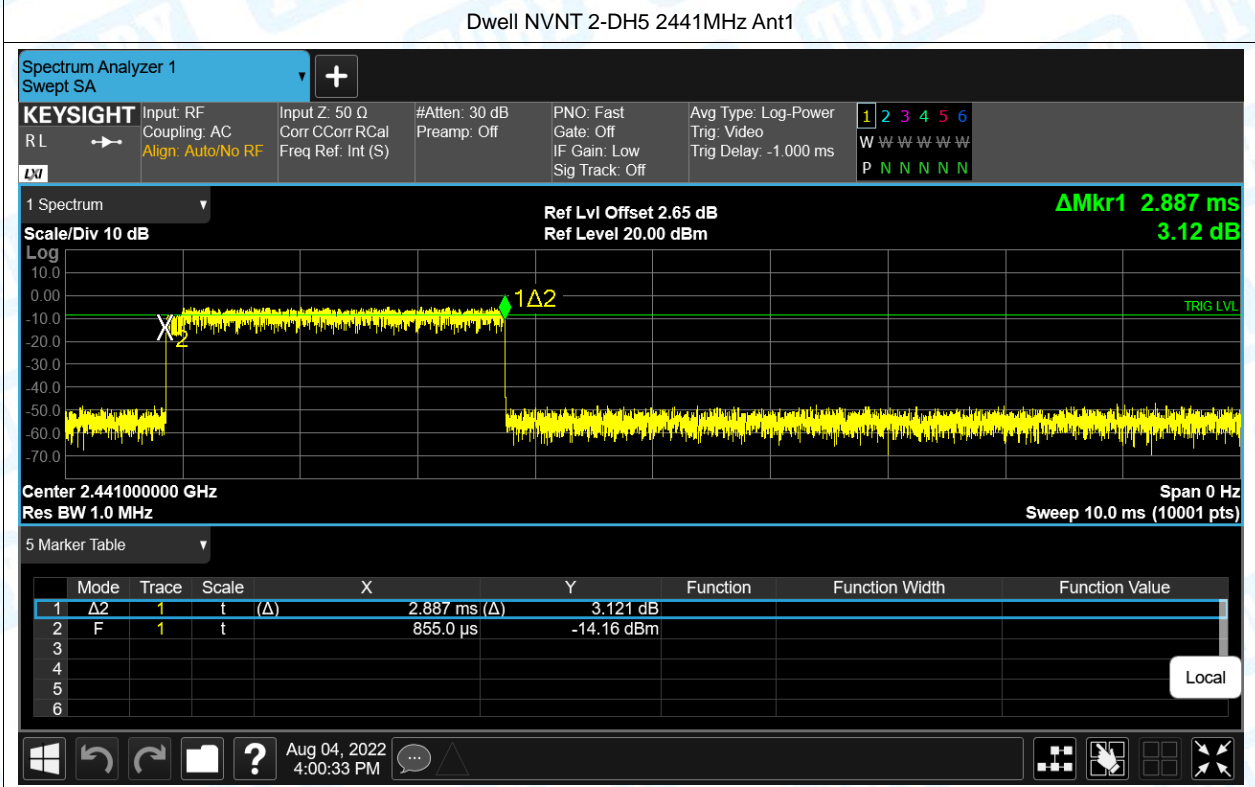 Dwell NVNT 2-DH5 2441MHz Ant1
Spectrum Analyzer 1
Swept SA
KEYSIGHT
RL
LXI
Input: RF
Coupling: AC
Align: Auto/No RF
Input Z: 50 Ω
Corr CCorr RCal
Freq Ref: Int (S)
#Atten: 30 dB
Preamp: Off
PNO: Fast
Gate: Off
IF Gain: Low
Sig Track: Off
Avg Type: Log-Power
Trig: Video
Trig Delay: -1.000 ms
1 2 3 4 5 6
W W W W W W
P N N N N N
1 Spectrum
Scale/Div 10 dB
Ref Lvl Offset 2.65 dB
Ref Level 20.00 dBm
ΔMkr1 2.887 ms
3.12 dB
Log
10.0
0.00
-10.0
-20.0
-30.0
-40.0
-50.0
-60.0
-70.0
1Δ2
TRIG LVL
2
Center 2.441000000 GHz
Res BW 1.0 MHz
Span 0 Hz
Sweep 10.0 ms (10001 pts)
5 Marker Table
Mode Trace Scale X Y Function Function Width Function Value
1 Δ2 1 t (Δ) 2.887 ms (Δ) 3.121 dB
2 F 1 t 855.0 µs -14.16 dBm
3
4
5
6
Local
?
Aug 04, 2022
4:00:33 PM